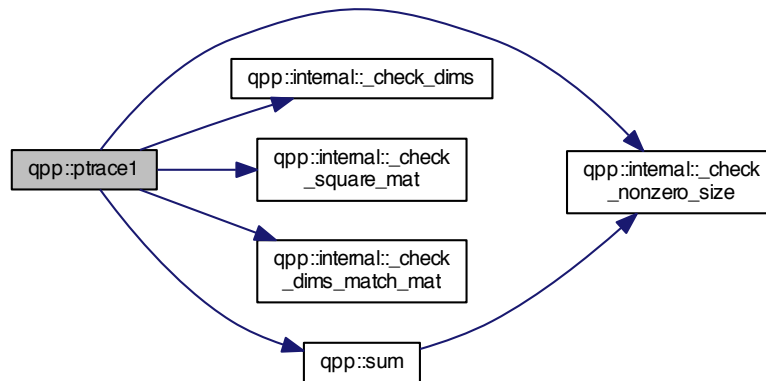 qpp::internal::_check_dims
qpp::ptrace1
qpp::internal::_check
_square_mat
qpp::internal::_check
_nonzero_size
qpp::internal::_check
_dims_match_mat
qpp::sum